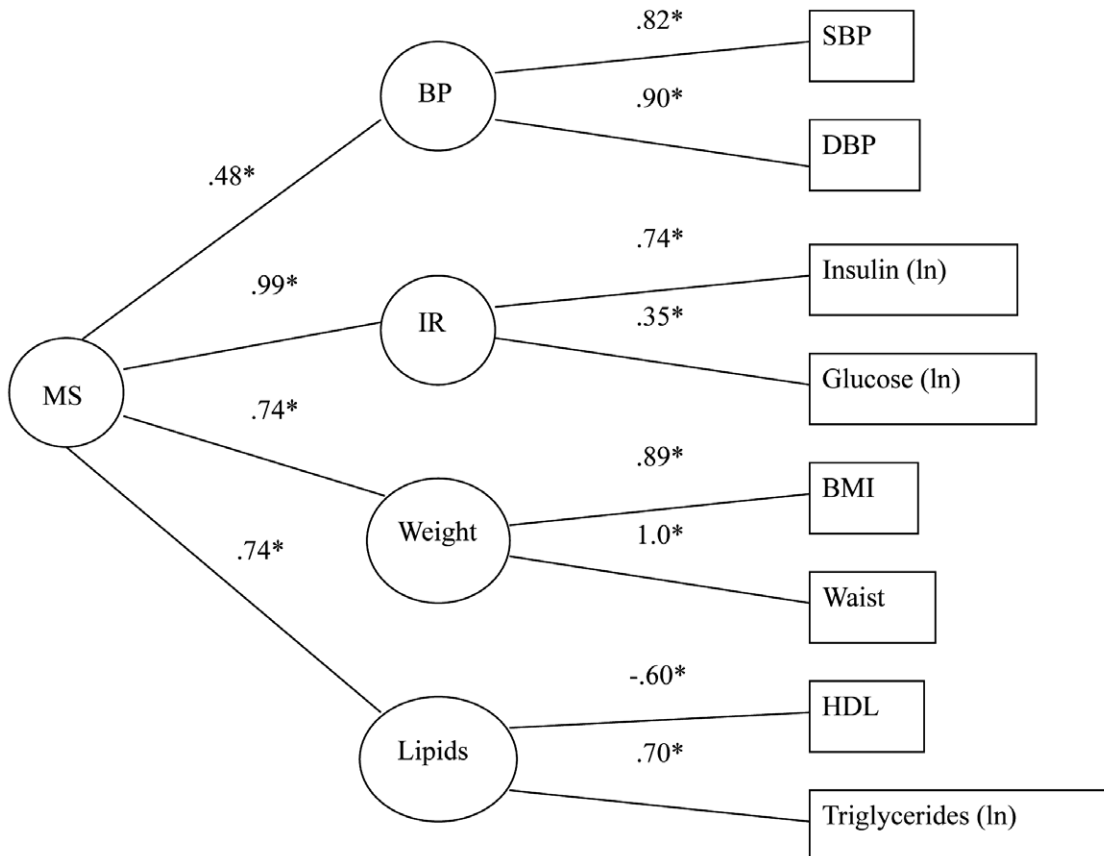 .82*
SBP
BP
.90*
DBP
.48*
.74*
Insulin (ln)
.99*
IR
.35*
Glucose (ln)
MS
.74*
.89*
BMI
Weight
1.0*
Waist
.74*
-.60*
HDL
Lipids
.70*
Triglycerides (ln)